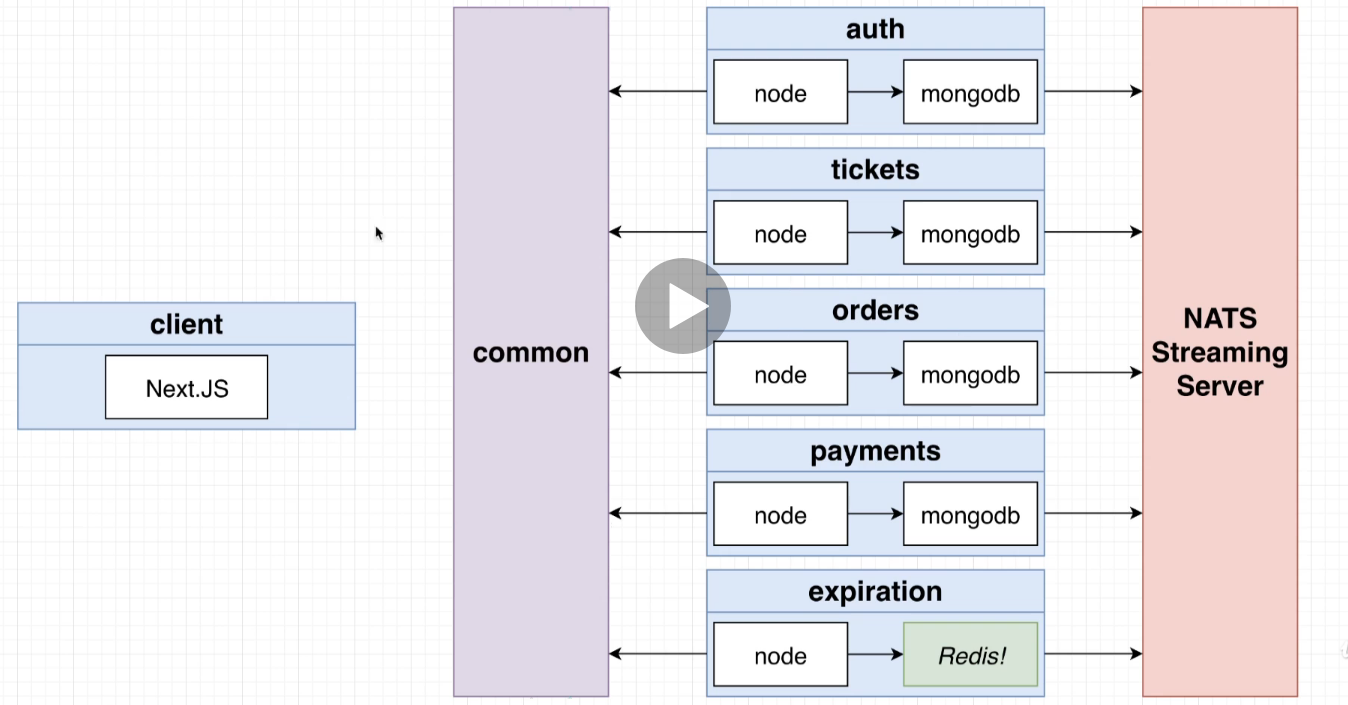 auth
node
mongodb
tickets
node
mongodb
client
Next.JS
common
orders
node
mongodb
NATS
Streaming
Server
payments
node
mongodb
expiration
node
Redis!